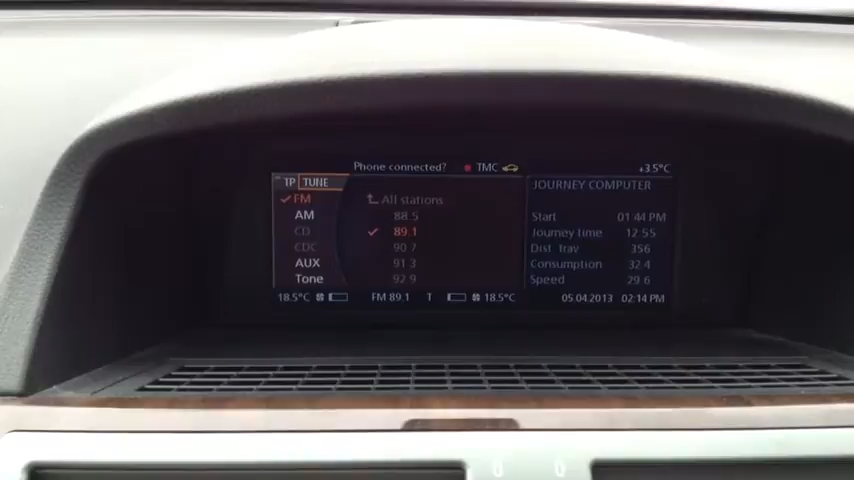 Phone connected? TMC +3.5°C
TP TUNE
FM
AM
CD
CDC
AUX
Tone
All stations
88.5
89.1
90.7
91.3
92.9
JOURNEY COMPUTER
Start 01:44 PM
Journey time 12:55
Dist. trav. 356
Consumption 32.4
Speed 29.6
18.5°C FM 89.1 T 18.5°C 05.04.2013 02:14 PM